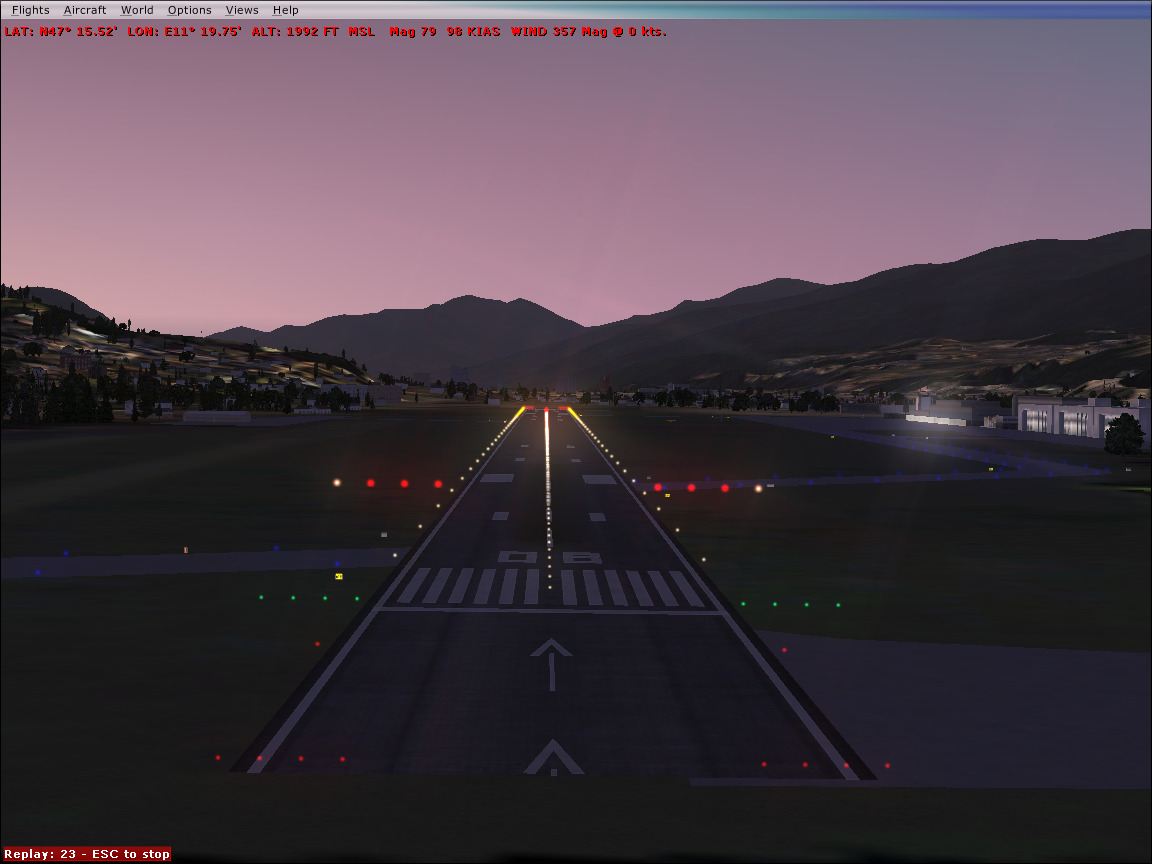 Flights Aircraft World Options Views Help
LAT: N47° 15.52' LON: E11° 19.75' ALT: 1992 FT MSL Mag 79 98 KIAS WIND 357 Mag @ 0 kts.
08
Replay: 23 - ESC to stop